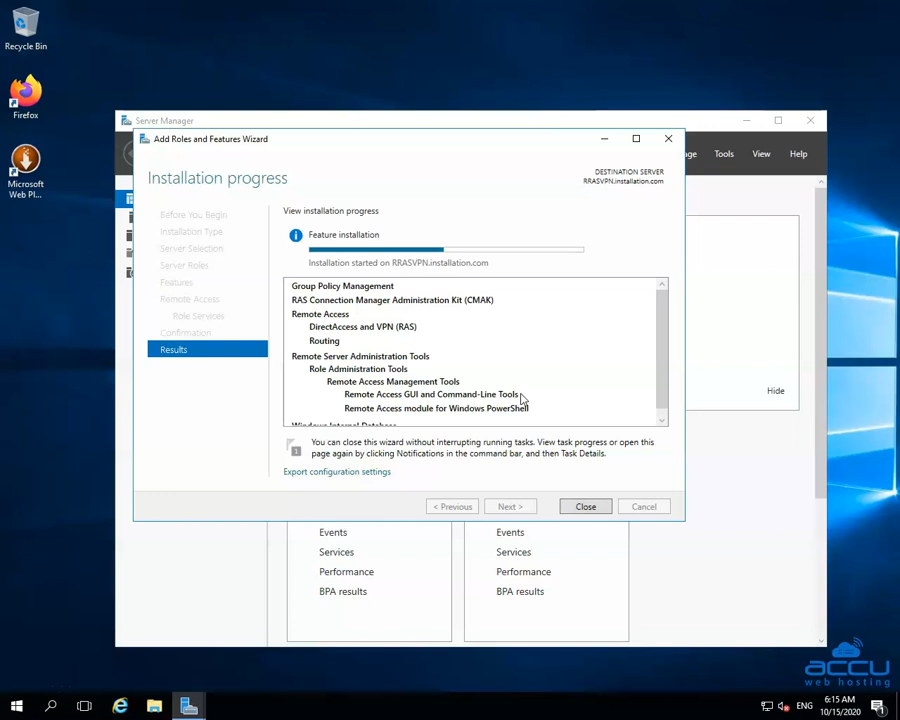 Recycle Bin
Firefox
Microsoft
Web Pl...
Server Manager
Tools
View
Help
Add Roles and Features Wizard
Installation progress
DESTINATION SERVER
RRASVPN.installation.com
Before You Begin
Installation Type
Server Selection
Server Roles
Features
Remote Access
Role Services
Confirmation
Results
View installation progress
Feature installation
Installation started on RRASVPN.installation.com
Group Policy Management
RAS Connection Manager Administration Kit (CMAK)
Remote Access
DirectAccess and VPN (RAS)
Routing
Remote Server Administration Tools
Role Administration Tools
Remote Access Management Tools
Remote Access GUI and Command-Line Tools
Remote Access module for Windows PowerShell
Windows Internal Database
1
You can close this wizard without interrupting running tasks. View task progress or open this
page again by clicking Notifications in the command bar, and then Task Details.
Export configuration settings
< Previous
Next >
Close
Cancel
Hide
Events
Services
Performance
BPA results
Events
Services
Performance
BPA results
accu
web hosting
ENG
6:15 AM
10/15/2020
1